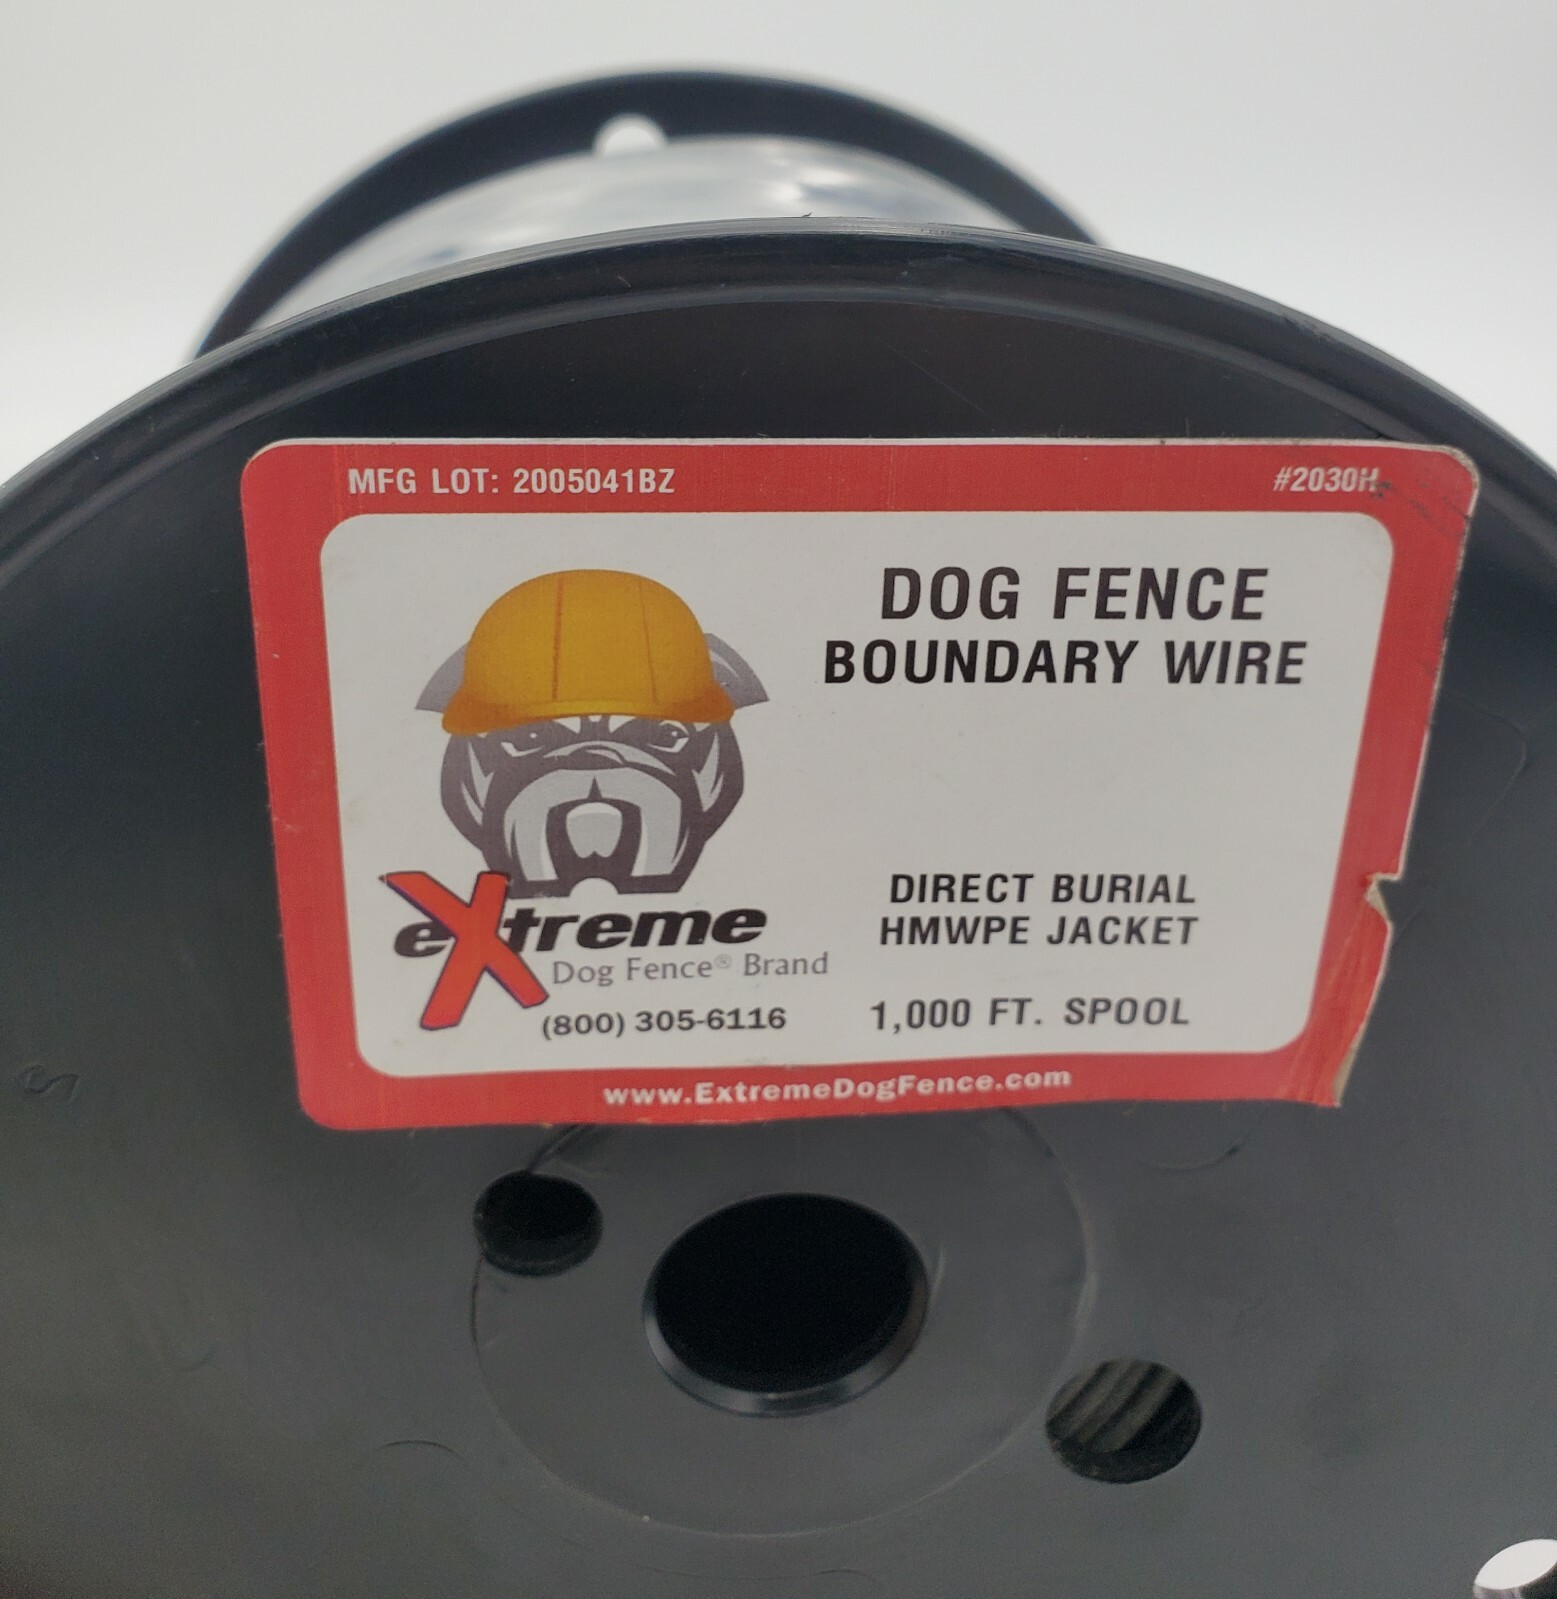 MFG LOT: 2005041BZ
#2030H
DOG FENCE
BOUNDARY WIRE
DIRECT BURIAL
HMWPE JACKET
eXtreme
Dog Fence® Brand
(800) 305-6116
1,000 FT. SPOOL
www.ExtremeDogFence.com